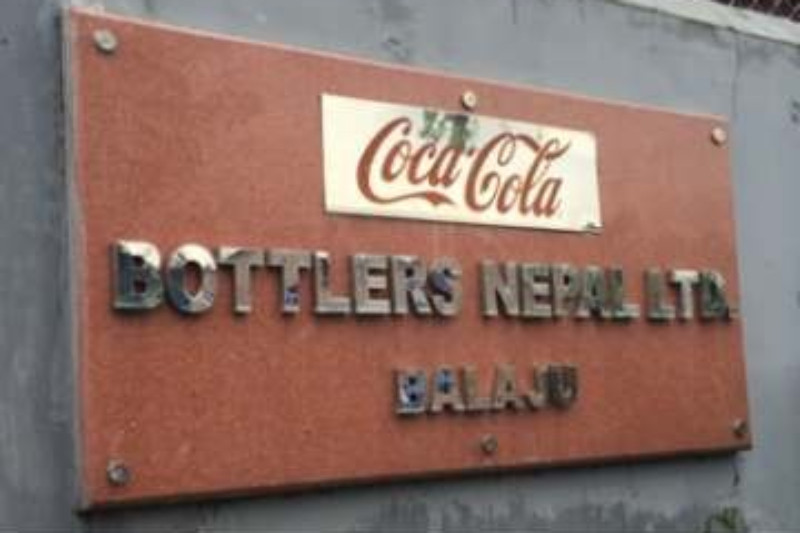 Coca-Cola
BOTTLERS NEPAL LTD.
BALAJU